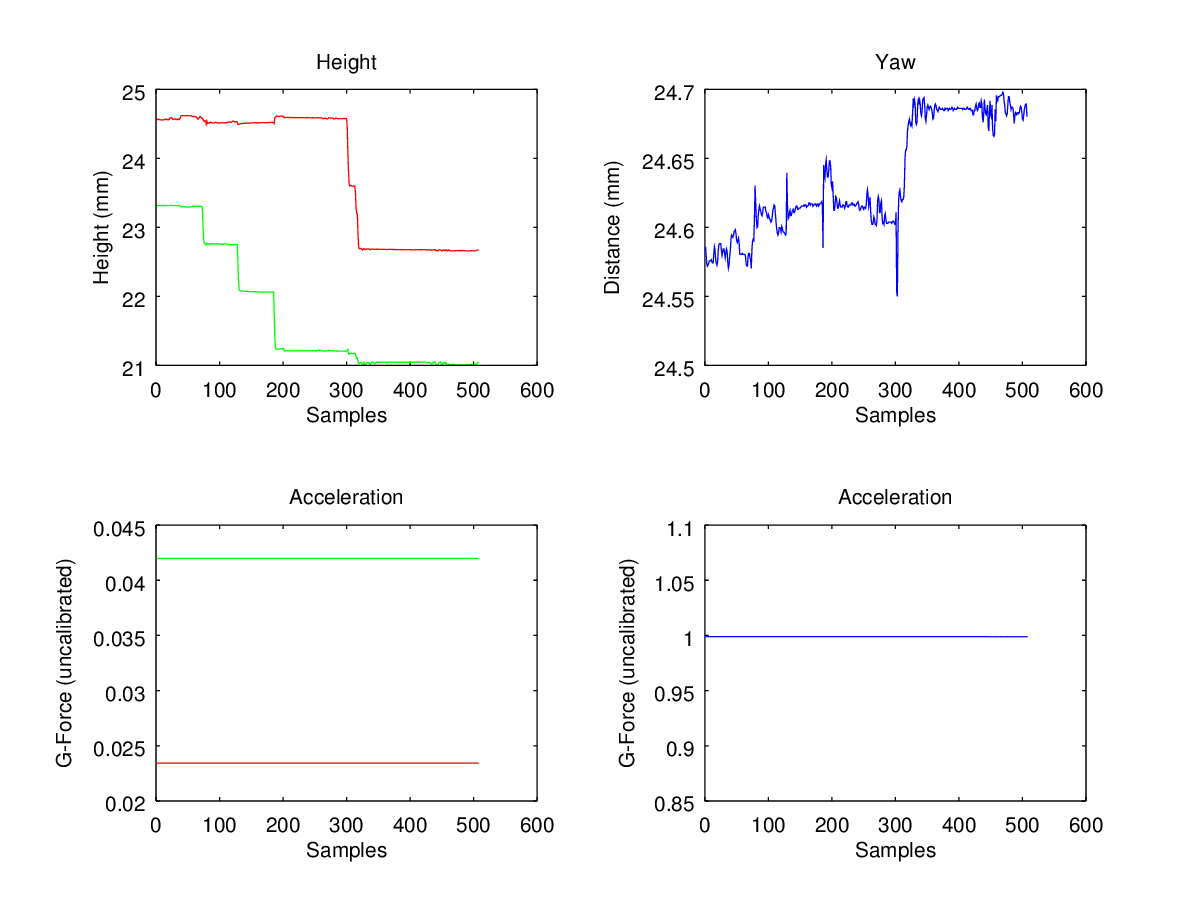 Height
25
24
23
22
21
Height (mm)
0 100 200 300 400 500 600
Samples
Yaw
24.7
24.65
24.6
24.55
24.5
Distance (mm)
0 100 200 300 400 500 600
Samples
Acceleration
0.045
0.04
0.035
0.03
0.025
0.02
G-Force (uncalibrated)
0 100 200 300 400 500 600
Samples
Acceleration
1.1
1.05
1
0.95
0.9
0.85
G-Force (uncalibrated)
0 100 200 300 400 500 600
Samples